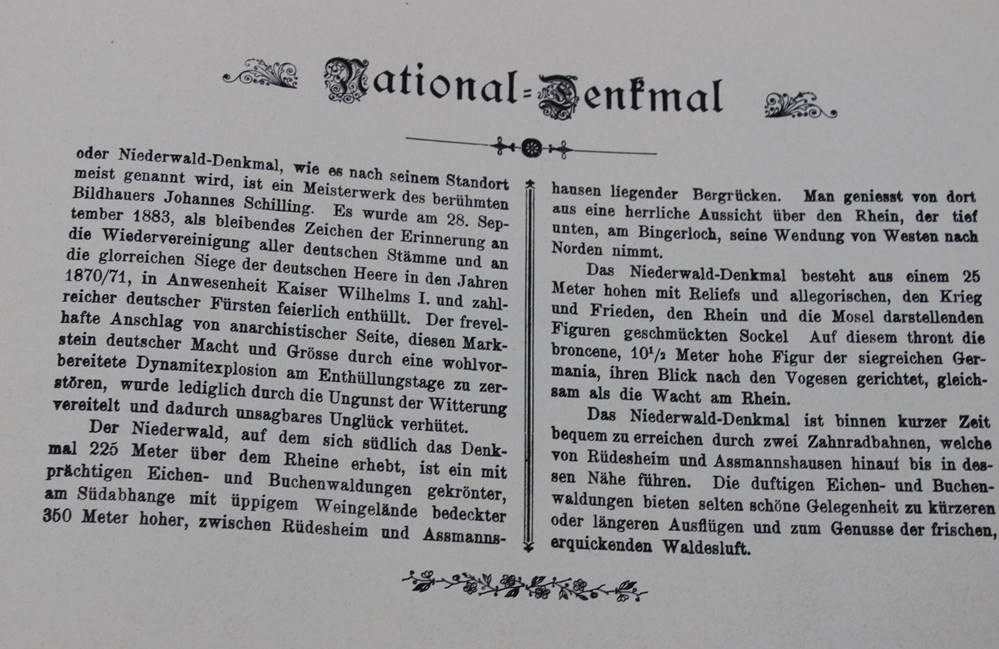 National-Denkmal
oder Niederwald-Denkmal, wie es nach seinem Standort
meist genannt wird, ist ein Meisterwerk des berühmten
Bildhauers Johannes Schilling. Es wurde am 28. Sep-
tember 1883, als bleibendes Zeichen der Erinnerung an
die Wiedervereinigung aller deutschen Stämme und an
die glorreichen Siege der deutschen Heere in den Jahren
1870/71, in Anwesenheit Kaiser Wilhelms I. und zahl-
reicher deutscher Fürsten feierlich enthüllt. Der frevel-
hafte Anschlag von anarchistischer Seite, diesen Mark-
stein deutscher Macht und Grösse durch eine wohlvor-
bereitete Dynamitexplosion am Enthüllungstage zu zer-
stören, wurde lediglich durch die Ungunst der Witterung
vereitelt und dadurch unsagbares Unglück verhütet.
Der Niederwald, auf dem sich südlich das Denk-
mal 225 Meter über dem Rheine erhebt, ist ein mit
prächtigen Eichen- und Buchenwaldungen gekrönter,
am Südabhange mit üppigem Weingelände bedeckter
350 Meter hoher, zwischen Rüdesheim und Assmanns-
hausen liegender Bergrücken. Man geniesst von dort
aus eine herrliche Aussicht über den Rhein, der tief
unten, am Bingerloch, seine Wendung von Westen nach
Norden nimmt.
Das Niederwald-Denkmal besteht aus einem 25
Meter hohen mit Reliefs und allegorischen, den Krieg
und Frieden, den Rhein und die Mosel darstellenden
Figuren geschmückten Sockel Auf diesem thront die
broncene, 10¹/₂ Meter hohe Figur der siegreichen Ger-
mania, ihren Blick nach den Vogesen gerichtet, gleich-
sam als die Wacht am Rhein.
Das Niederwald-Denkmal ist binnen kurzer Zeit
bequem zu erreichen durch zwei Zahnradbahnen, welche
von Rüdesheim und Assmannshausen hinauf bis in des-
sen Nähe führen. Die duftigen Eichen- und Buchen-
waldungen bieten selten schöne Gelegenheit zu kürzeren
oder längeren Ausflügen und zum Genusse der frischen,
erquickenden Waldesluft.